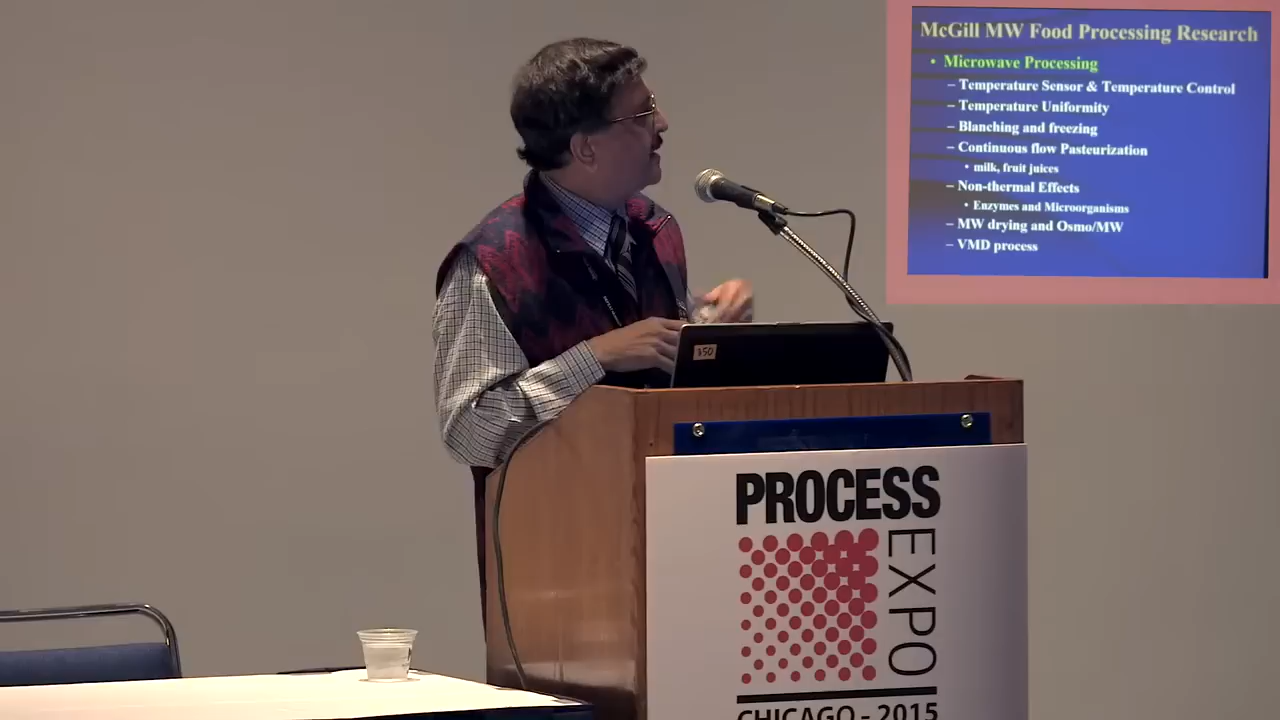 McGill MW Food Processing Research
• Microwave Processing
– Temperature Sensor & Temperature Control
– Temperature Uniformity
– Blanching and freezing
– Continuous flow Pasteurization
• milk, fruit juices
– Non-thermal Effects
• Enzymes and Microorganisms
– MW drying and Osmo/MW
– VMD process
350
PROCESS
EXPO
CHICAGO - 2015